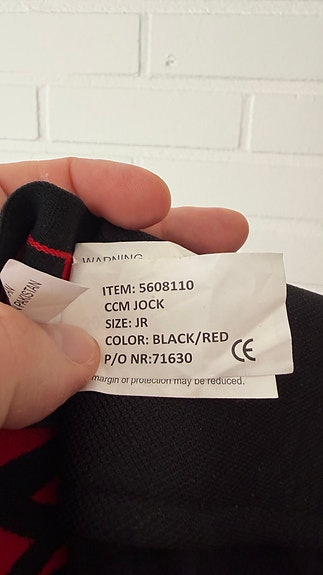 WARNING
PAKISTAN
ITEM: 5608110
CCM JOCK
SIZE: JR
COLOR: BLACK/RED
P/O NR:71630
CE
margin of protection may be reduced.